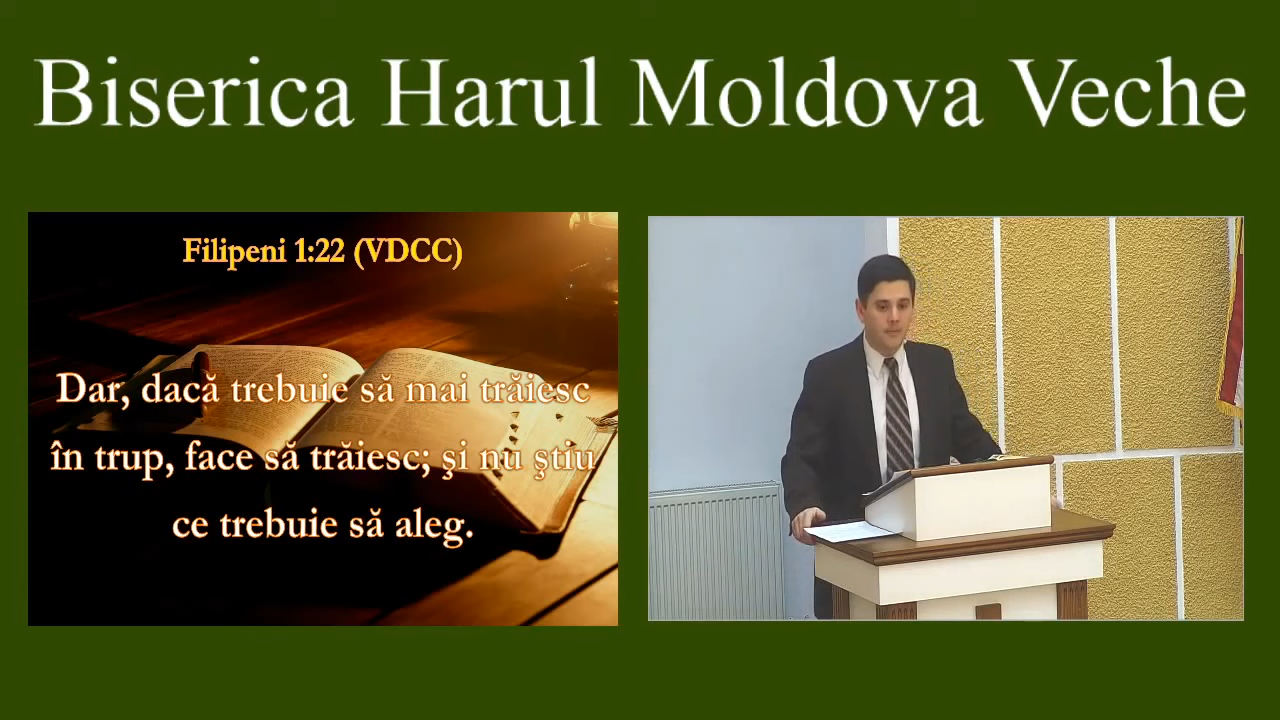 Biserica Harul Moldova Veche
Filipeni 1:22 (VDCC)
Dar, dacă trebuie să mai trăiesc
în trup, face să trăiesc; şi nu ştiu
ce trebuie să aleg.